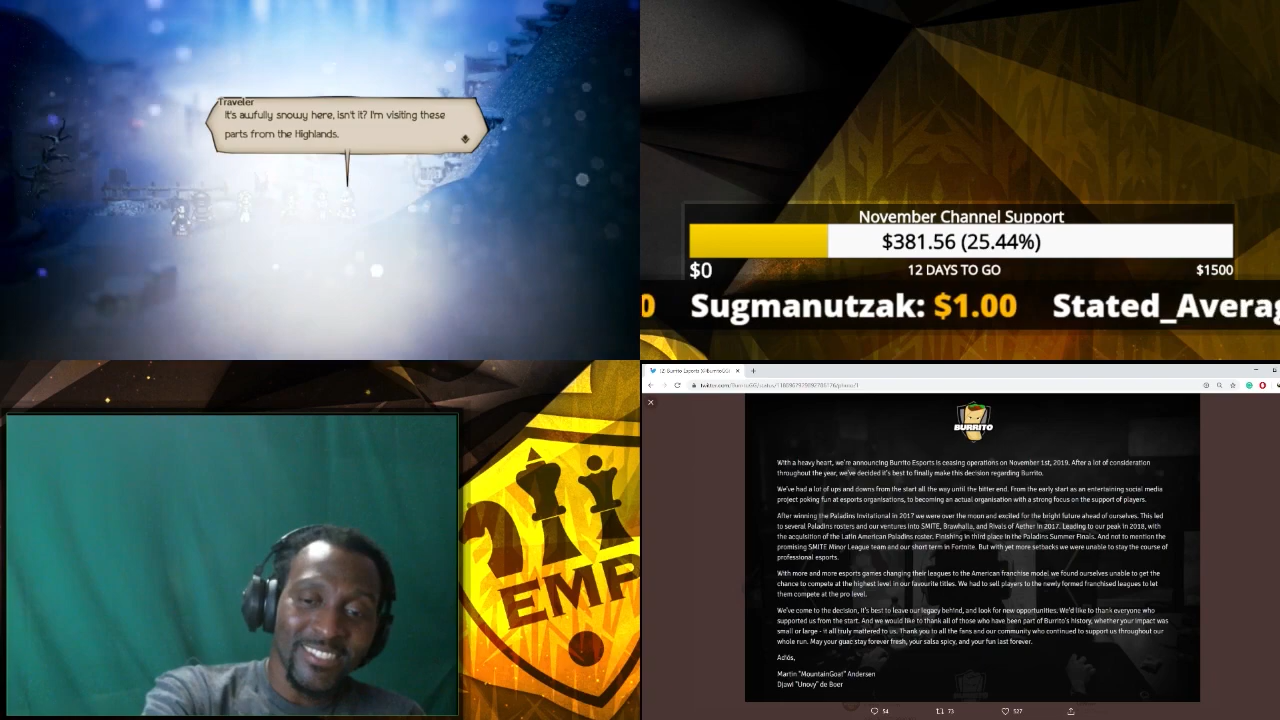 Traveler
It's awfully snowy here, isn't it? I'm visiting these
parts from the Highlands.
November Channel Support
$381.56 (25.44%)
$0
12 DAYS TO GO
$1500
Sugmanutzak: $1.00 Stated_Averag
EMP
(2) Burrito Esports (@BurritoGG)
BURRITO
With a heavy heart, we're announcing Burrito Esports is ceasing operations on November 1st, 2019. After a lot of consideration
throughout the year, we've decided it's best to finally make this decision regarding Burrito.
We've had a lot of ups and downs from the start all the way until the bitter end. From the early start as an entertaining social media
project poking fun at esports organisations, to becoming an actual organisation with a strong focus on the support of players.
After winning the Paladins Invitational in 2017 we were over the moon and excited for the bright future ahead of ourselves. This led
to several Paladins rosters and our ventures into SMITE, Brawlhalla, and Rivals of Aether in 2017. Leading to our peak in 2018, with
the acquisition of the Latin American Paladins roster. Finishing in third place in the Paladins Summer Finals. And not to mention the
promising SMITE Minor League team and our short term in Fortnite. But with yet more setbacks we were unable to stay the course of
professional esports.
With more and more esports games changing their leagues to the American franchise model we found ourselves unable to get the
chance to compete at the highest level in our favourite titles. We had to sell players to the newly formed franchised leagues to let
them compete at the pro level.
We've come to the decision, it's best to leave our legacy behind, and look for new opportunities. We'd like to thank everyone who
supported us from the start. And we would like to thank all of those who have been part of Burrito's history, whether your impact was
small or large - it all truly mattered to us. Thank you to all the fans and our community who continued to support us throughout our
whole run. May your guac stay forever fresh, your salsa spicy, and your fun last forever.
Adiós,
Martin "MountainGoat" Andersen
Djawi "Unovy" de Boer
54 73 527